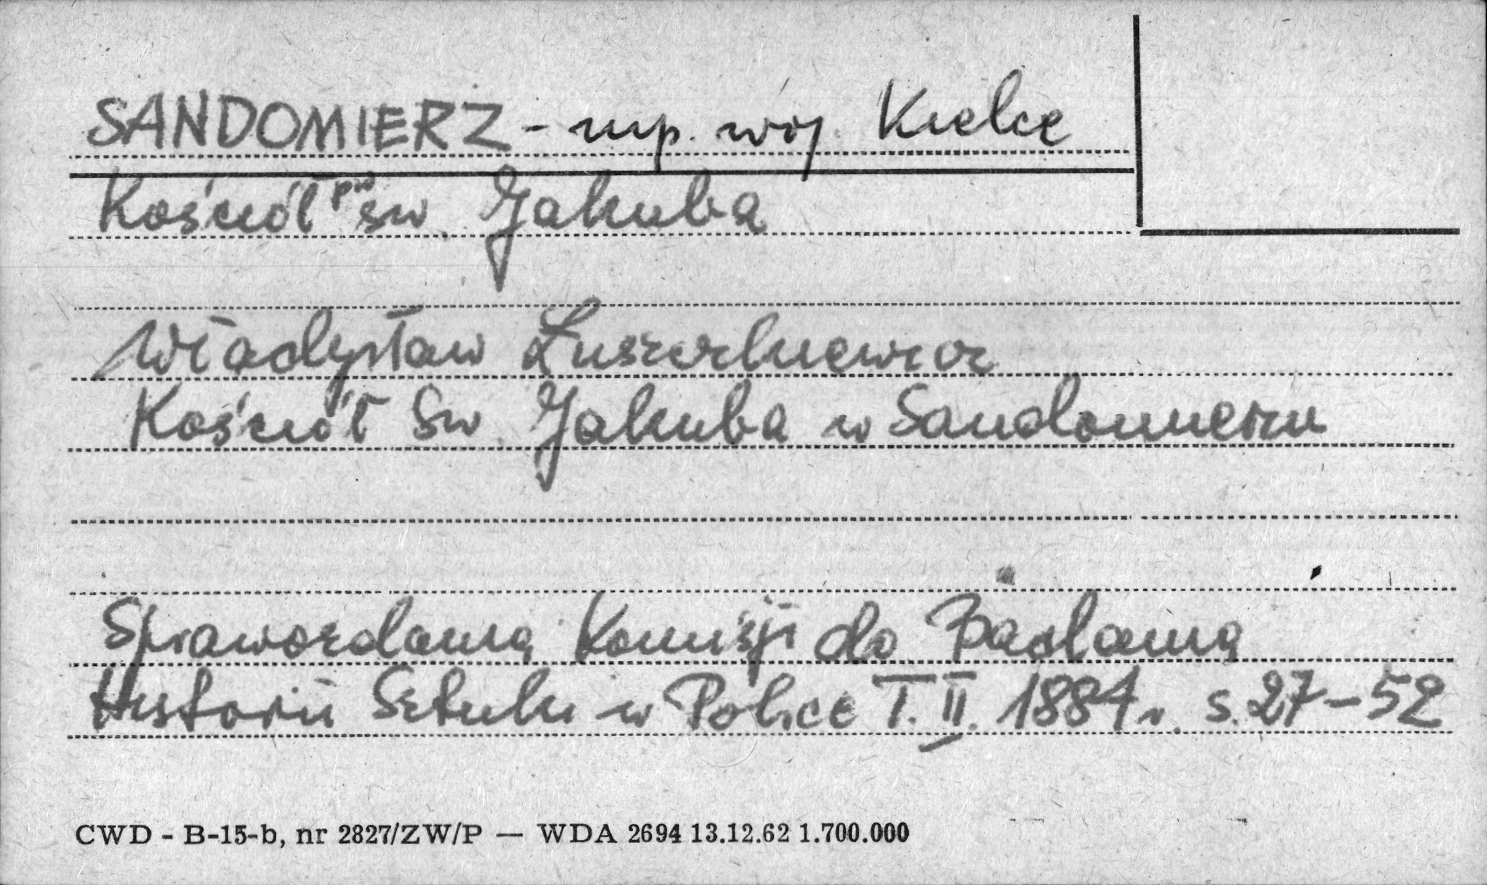 SANDOMIERZ - mp. woj. Kielce
Kościół pw św. Jakuba
Władysław Łuszczkiewicz
Kościół Św. Jakuba w Sandomierzu
Sprawozdania Komisji do Badania
Historii Sztuki w Polsce T. II. 1884 r. s. 27-52
CWD - B-15-b, nr 2827/ZW/P — WDA 2694 13.12.62 1.700.000